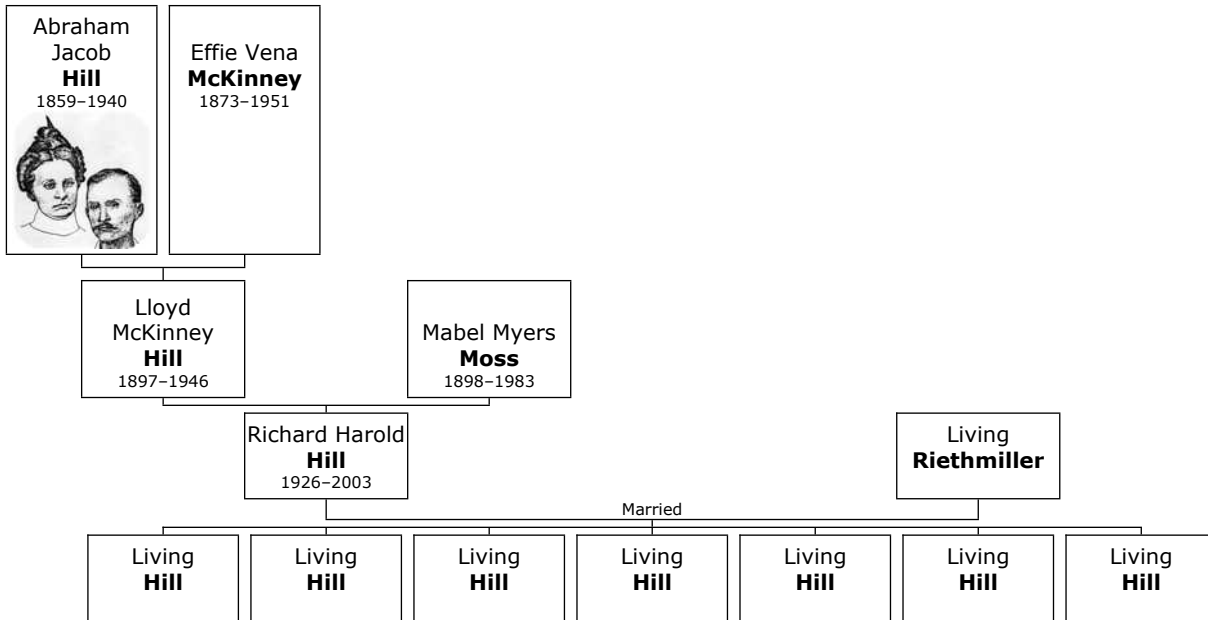 Abraham
Jacob
Hill
1859–1940
Effie Vena
McKinney
1873–1951
Lloyd
McKinney
Hill
1897–1946
Mabel Myers
Moss
1898–1983
Richard Harold
Hill
1926–2003
Living
Riethmiller
Married
Living
Hill
Living
Hill
Living
Hill
Living
Hill
Living
Hill
Living
Hill
Living
Hill